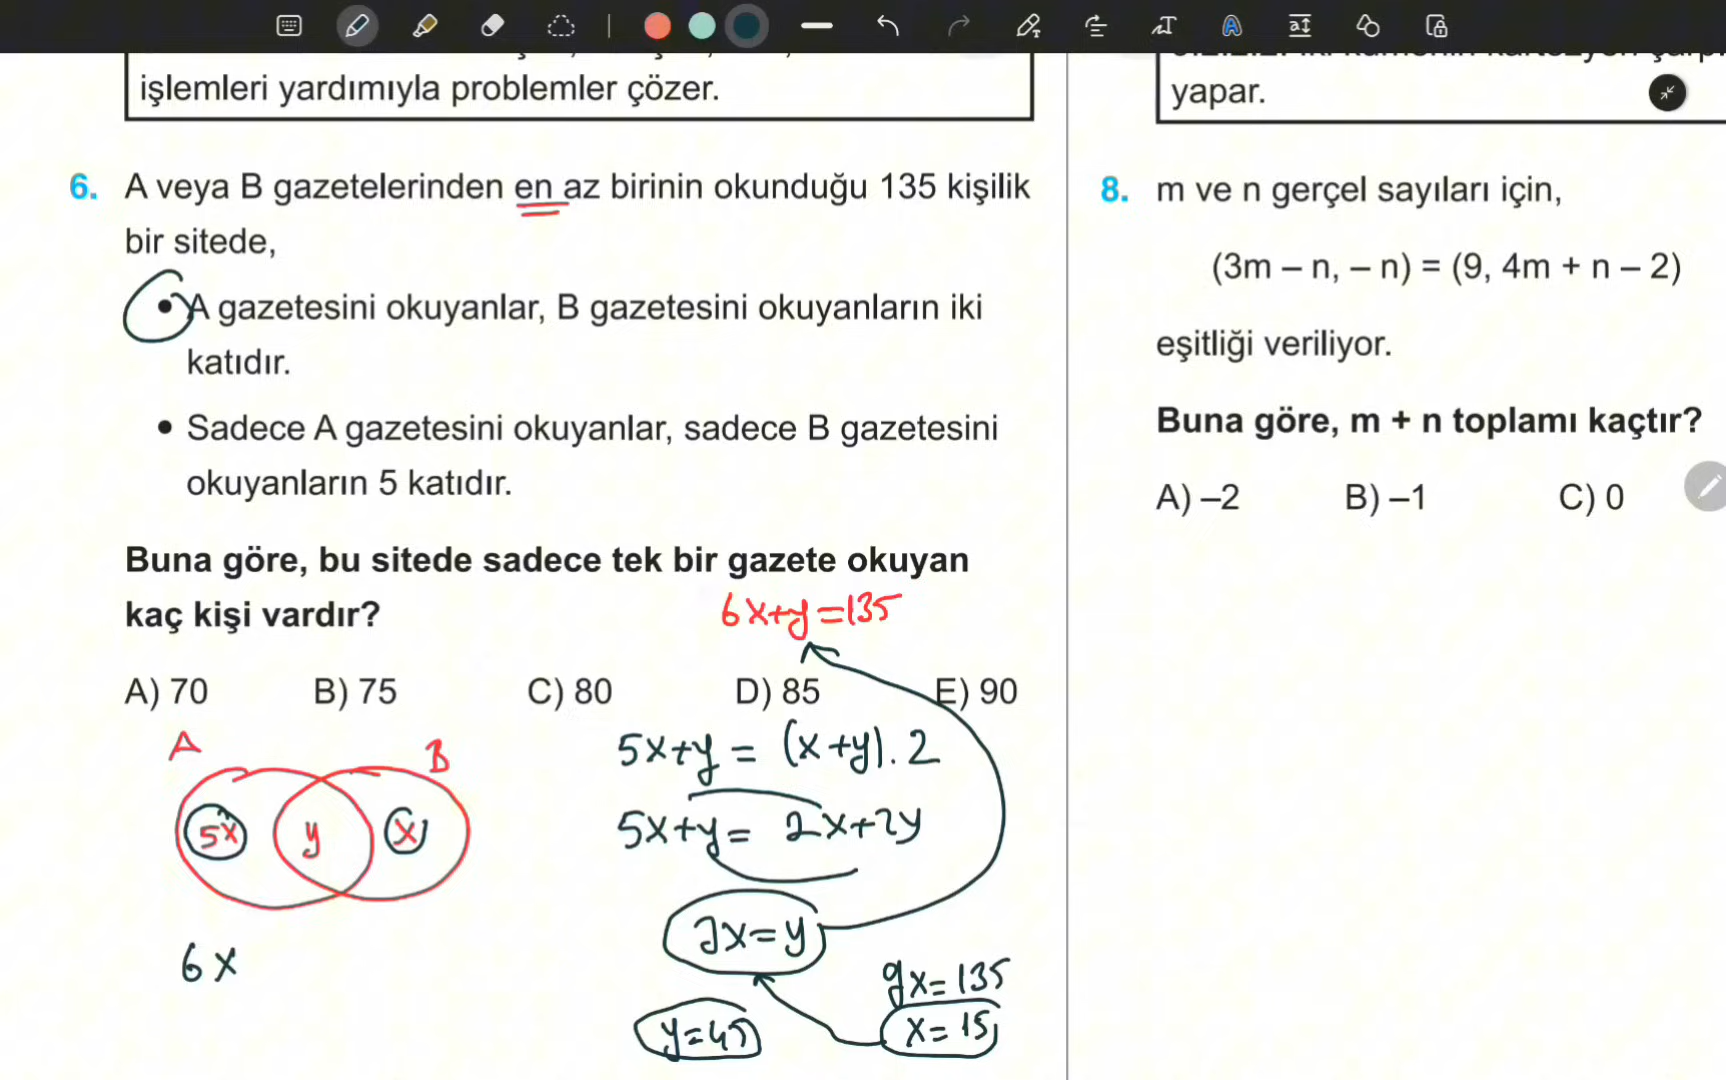 işlemleri yardımıyla problemler çözer.
6. A veya B gazetelerinden en az birinin okunduğu 135 kişilik
bir sitede,
• A gazetesini okuyanlar, B gazetesini okuyanların iki
katıdır.
• Sadece A gazetesini okuyanlar, sadece B gazetesini
okuyanların 5 katıdır.
Buna göre, bu sitede sadece tek bir gazete okuyan
kaç kişi vardır?
6x+y=135
A) 70 B) 75 C) 80 D) 85 E) 90
A B
5x y x
6x
5x+y = (x+y).2
5x+y = 2x+2y
3x=y
9x=135
x=15
y=45
yapar.
8. m ve n gerçel sayıları için,
(3m – n, – n) = (9, 4m + n – 2)
eşitliği veriliyor.
Buna göre, m + n toplamı kaçtır?
A) –2 B) –1 C) 0